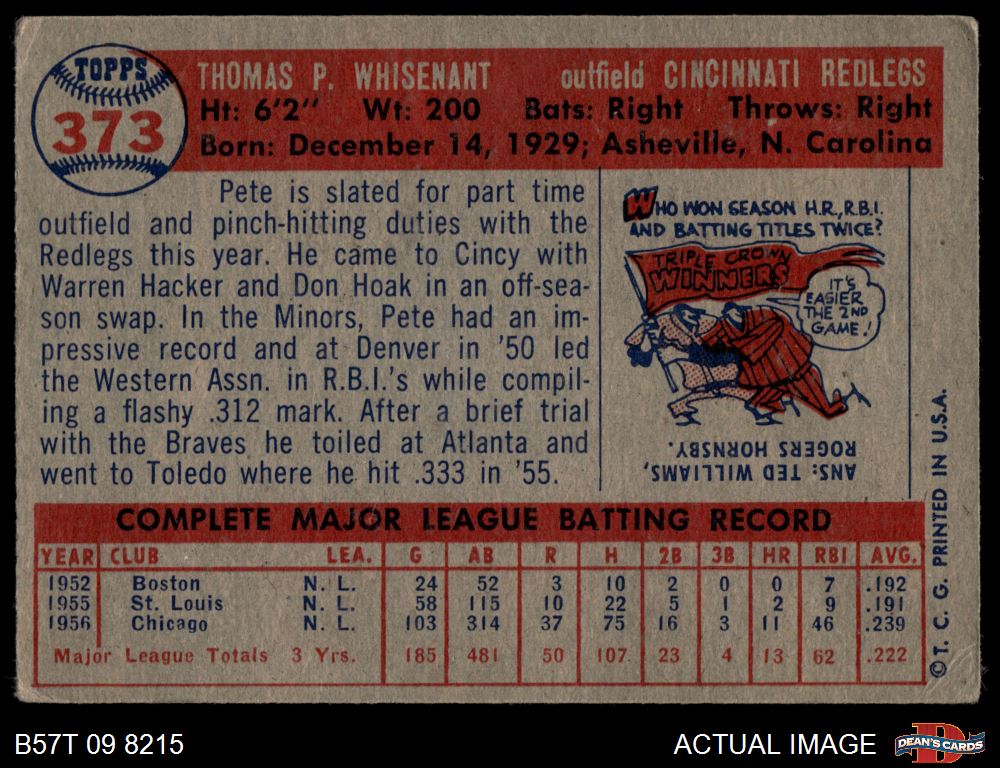 TOPPS
373
THOMAS P. WHISENANT outfield CINCINNATI REDLEGS
Ht: 6'2" Wt: 200 Bats: Right Throws: Right
Born: December 14, 1929; Asheville, N. Carolina
Pete is slated for part time
outfield and pinch-hitting duties with the
Redlegs this year. He came to Cincy with
Warren Hacker and Don Hoak in an off-sea-
son swap. In the Minors, Pete had an im-
pressive record and at Denver in '50 led
the Western Assn. in R.B.I.'s while compil-
ing a flashy .312 mark. After a brief trial
with the Braves he toiled at Atlanta and
went to Toledo where he hit .333 in '55.
WHO WON SEASON H.R., R.B.I.
AND BATTING TITLES TWICE?
TRIPLE CROWN
WINNERS
IT'S
EASIER
THE 2ND
GAME!
ANS: TED WILLIAMS,
ROGERS HORNSBY.
COMPLETE MAJOR LEAGUE BATTING RECORD
YEAR CLUB LEA. G AB R H 2B 3B HR RBI AVG.
1952 Boston N. L. 24 52 3 10 2 0 0 7 .192
1955 St. Louis N. L. 58 115 10 22 5 1 2 9 .191
1956 Chicago N. L. 103 314 37 75 16 3 11 46 .239
Major League Totals 3 Yrs. 185 481 50 107 23 4 13 62 .222
©T. C. G. PRINTED IN U.S.A.
B57T 09 8215
ACTUAL IMAGE
D
DEAN'S CARDS